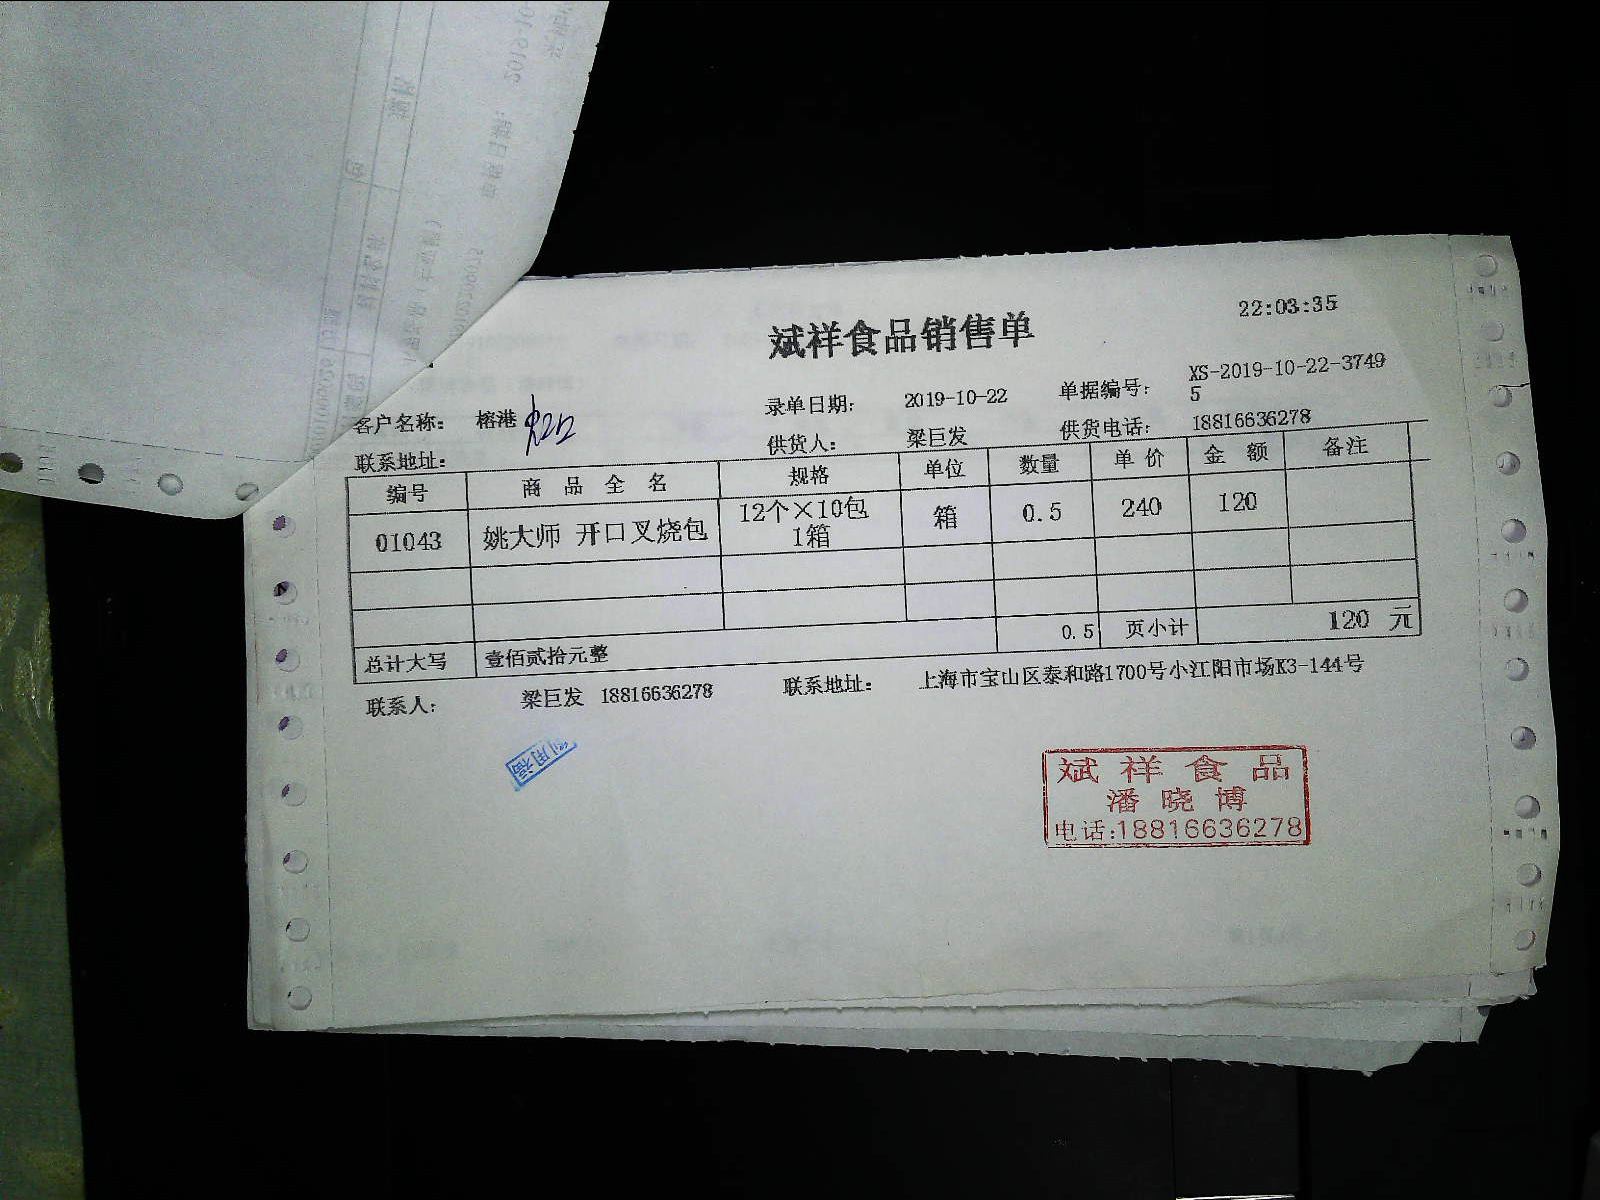 22:03:35
斌祥食品销售单
录单日期: 2019-10-22 单据编号: XS-2019-10-22-3749
5
客户名称: 榕港
供货人: 梁巨发 供货电话: 18816636278
联系地址:
编号 商品全名 规格 单位 数量 单价 金额 备注
01043 姚大师 开口叉烧包 12个×10包 箱 0.5 240 120
1箱
总计大写 壹佰贰拾元整 0.5 页小计 120 元
联系人: 梁巨发 18816636278 联系地址: 上海市宝山区泰和路1700号小江阳市场K3-144号
斌祥食品
潘晓博
电话:18816636278